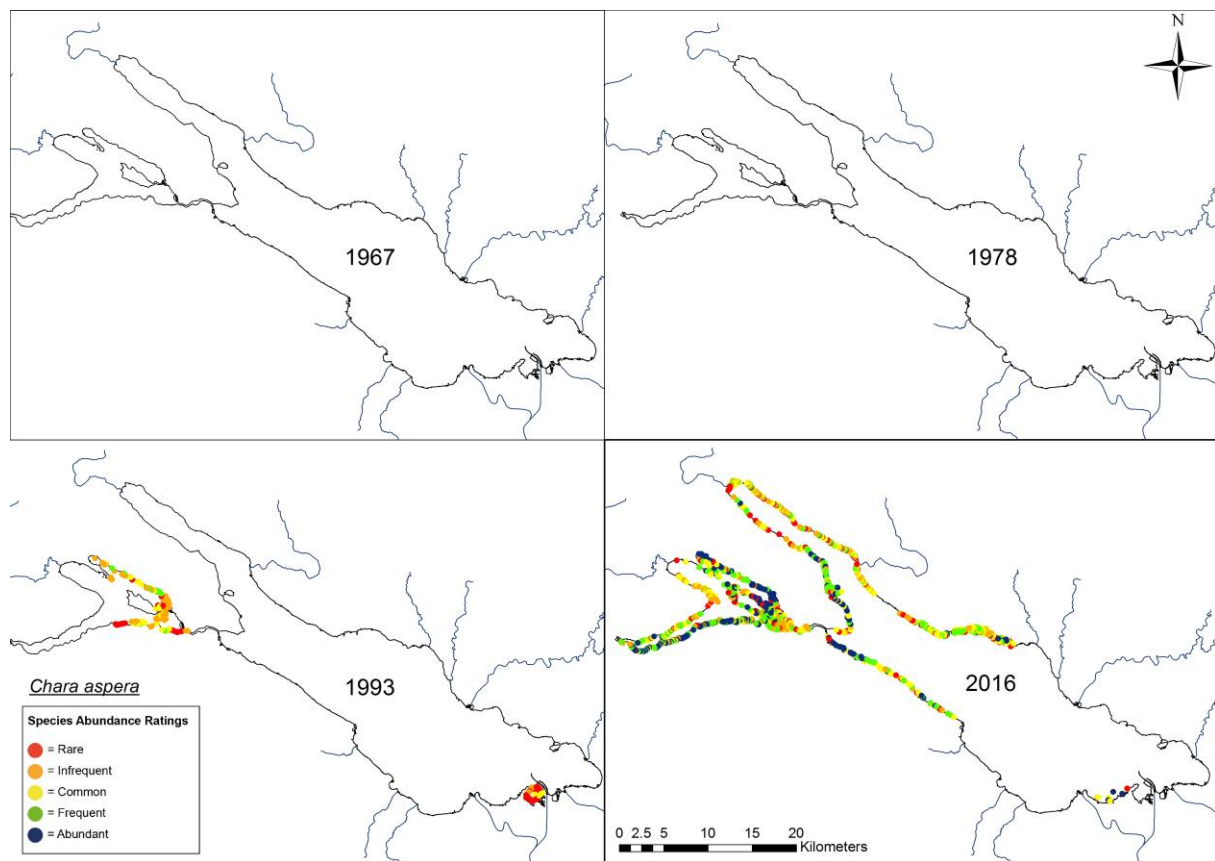 N
1967
1978
1993
2016
Chara aspera
Species Abundance Ratings
= Rare
= Infrequent
= Common
= Frequent
= Abundant
0 2.5 5 10 15 20
Kilometers